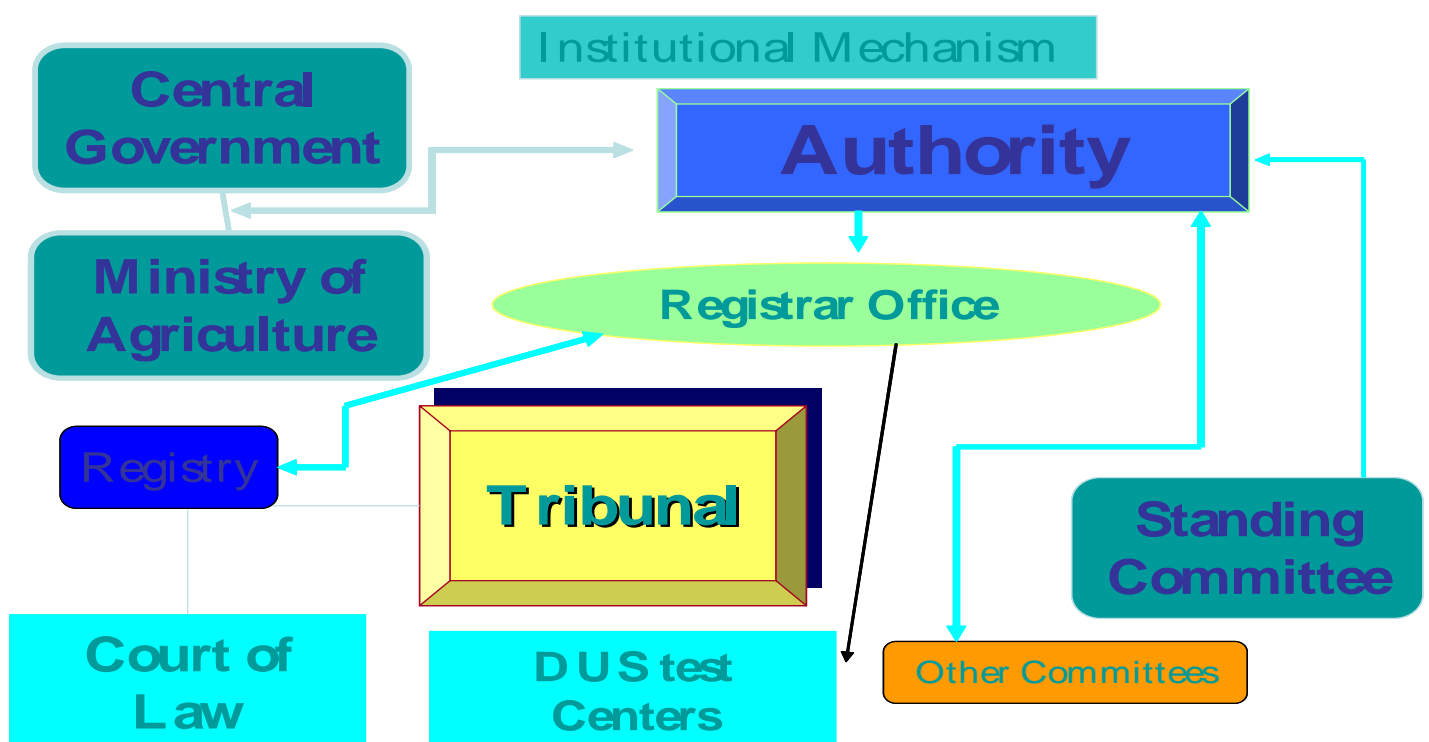 Institutional Mechanism
Central
Government
Authority
Ministry of
Agriculture
Registrar Office
Registry
Tribunal
Standing
Committee
Court of
Law
DUS test
Centers
Other Committees